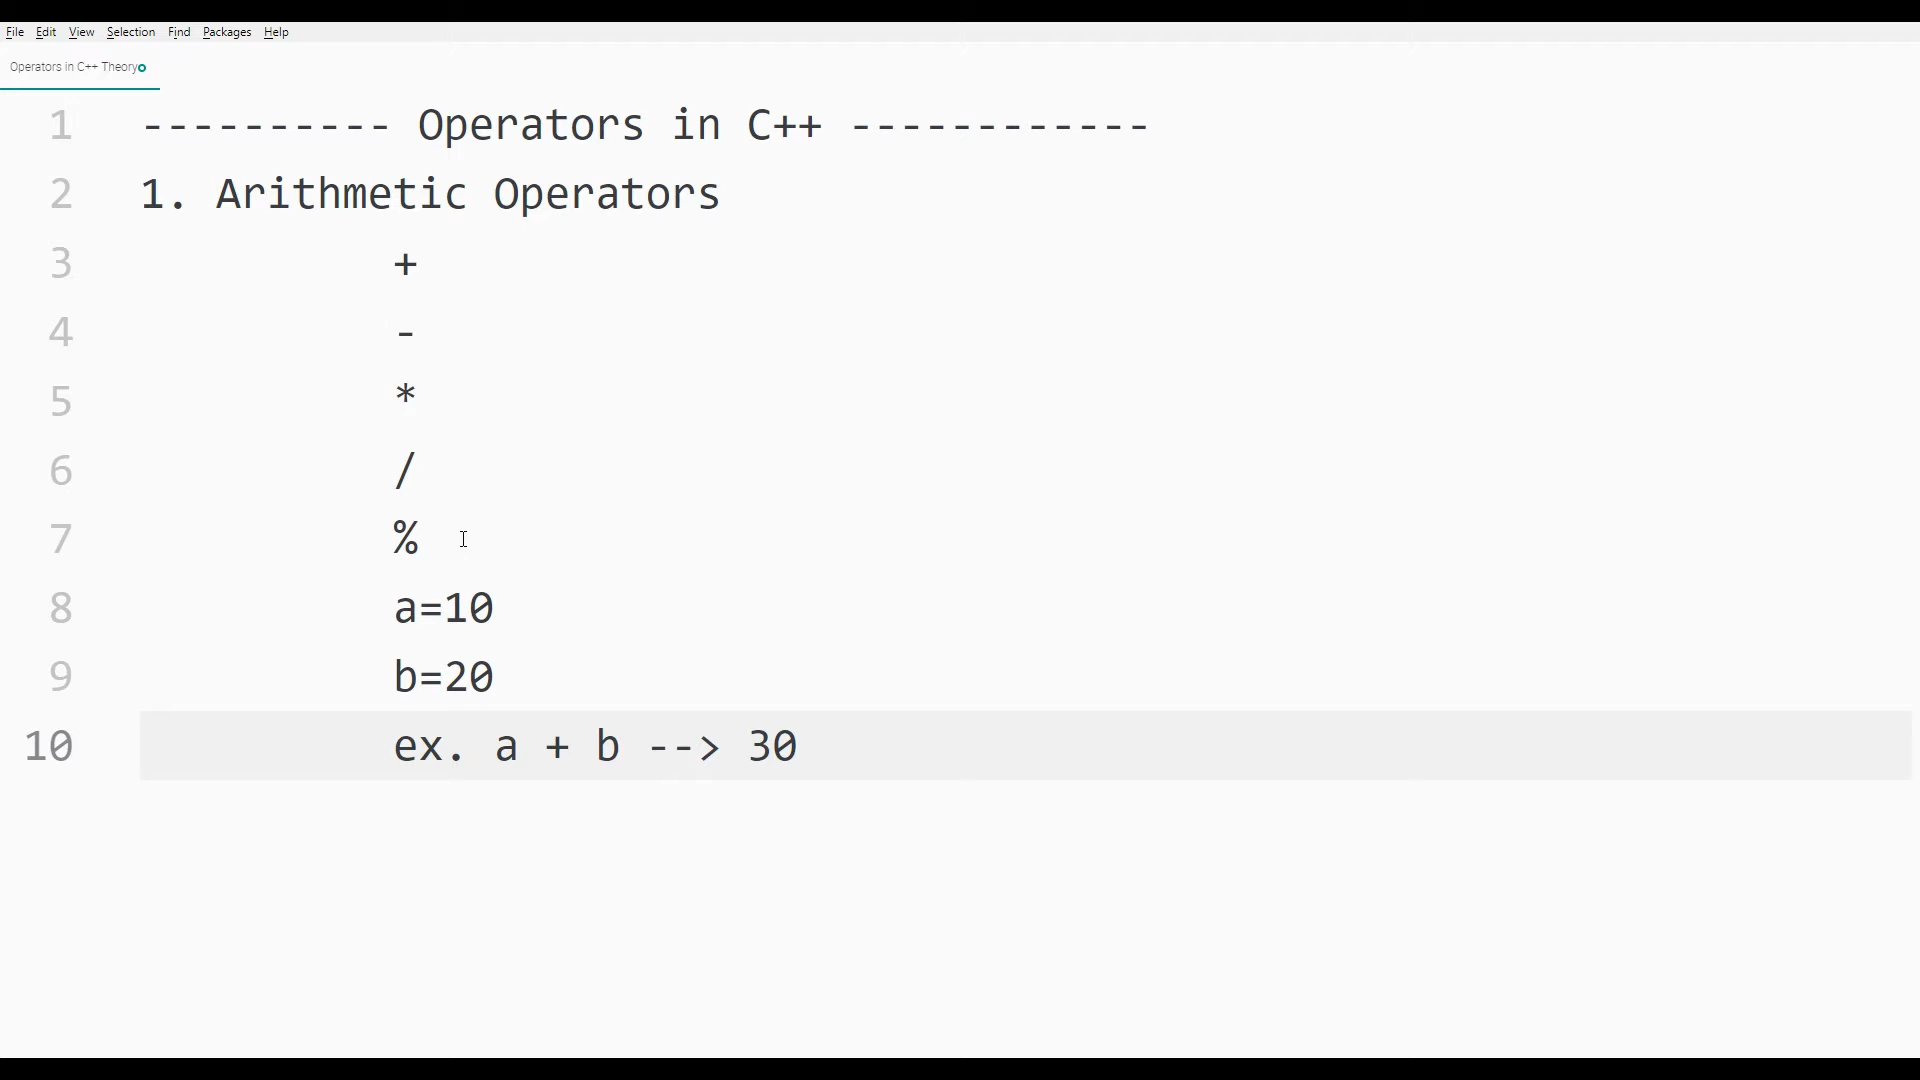 File Edit View Selection Find Packages Help
Operators in C++ Theory
1 ---------- Operators in C++ ------------
2 1. Arithmetic Operators
3 +
4 -
5 *
6 /
7 %
8 a=10
9 b=20
10 ex. a + b --> 30